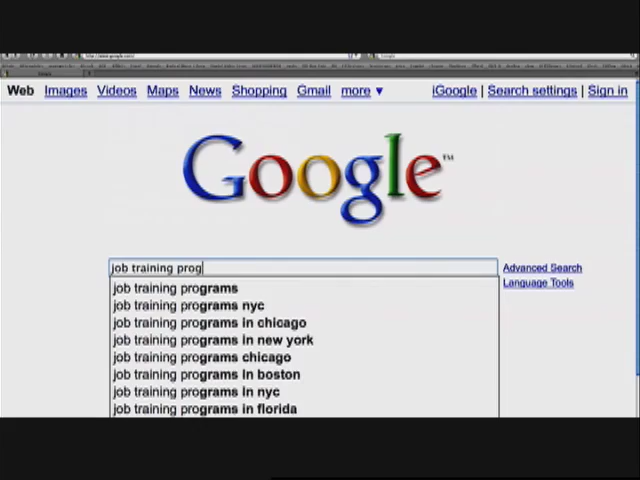 Web Images Videos Maps News Shopping Gmail more ▼ iGoogle | Search settings | Sign in
Google™
job training prog
Advanced Search
Language Tools
job training programs
job training programs nyc
job training programs in chicago
job training programs in new york
job training programs chicago
job training programs in boston
job training programs in nyc
job training programs in florida